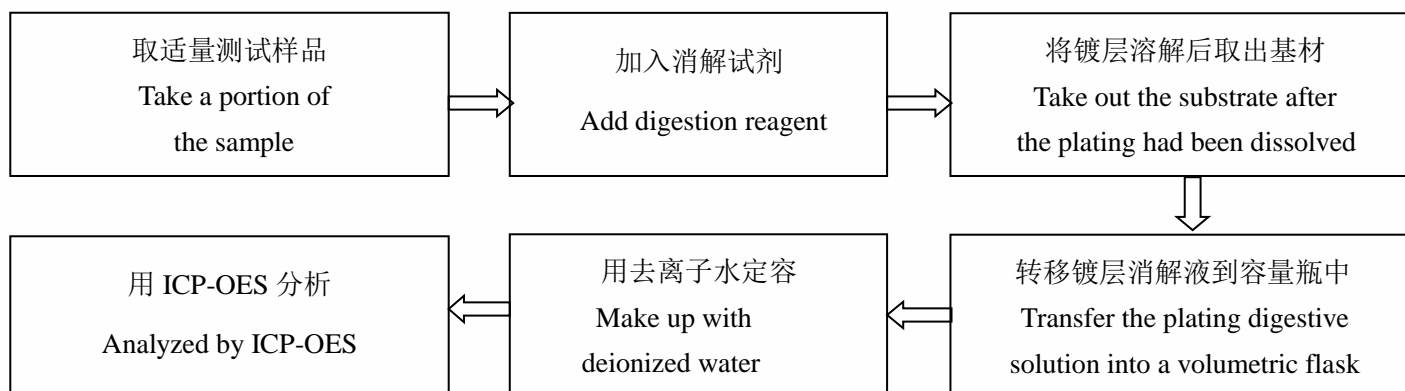 取适量测试样品
Take a portion of
the sample
加入消解试剂
Add digestion reagent
将镀层溶解后取出基材
Take out the substrate after
the plating had been dissolved
转移镀层消解液到容量瓶中
Transfer the plating digestive
solution into a volumetric flask
用去离子水定容
Make up with
deionized water
用 ICP-OES 分析
Analyzed by ICP-OES